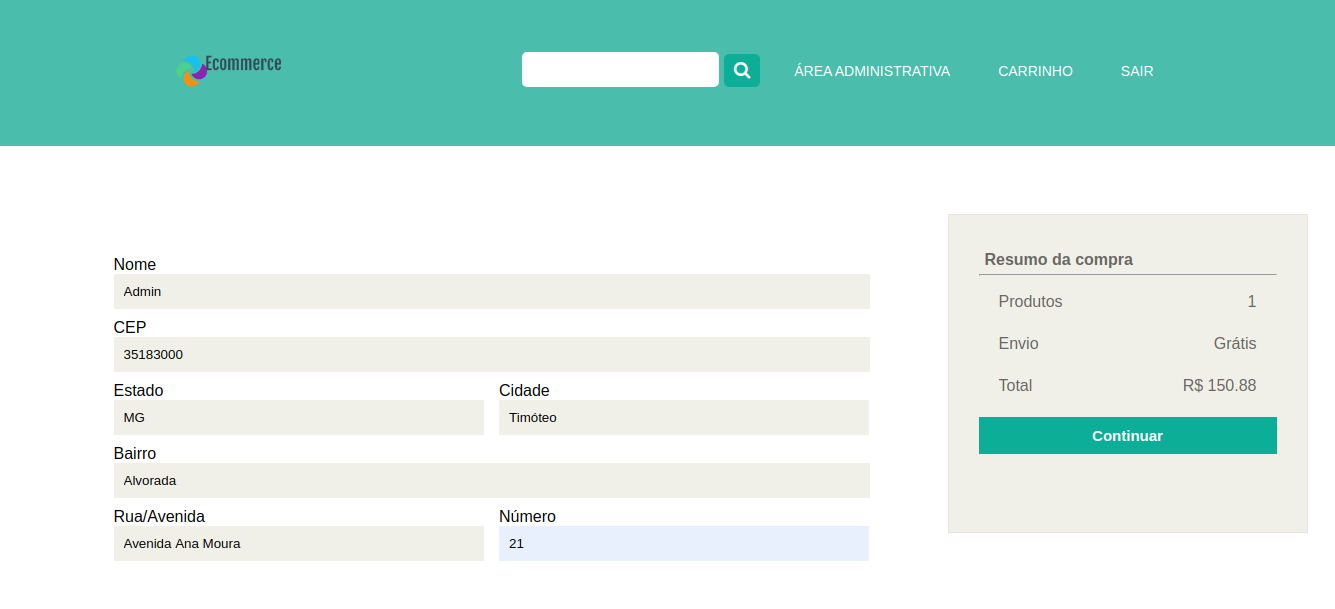 Ecommerce
ÁREA ADMINISTRATIVA
CARRINHO
SAIR
Nome
Admin
CEP
35183000
Estado
Cidade
MG
Timóteo
Bairro
Alvorada
Rua/Avenida
Número
Avenida Ana Moura
21
Resumo da compra
Produtos 1
Envio Grátis
Total R$ 150.88
Continuar